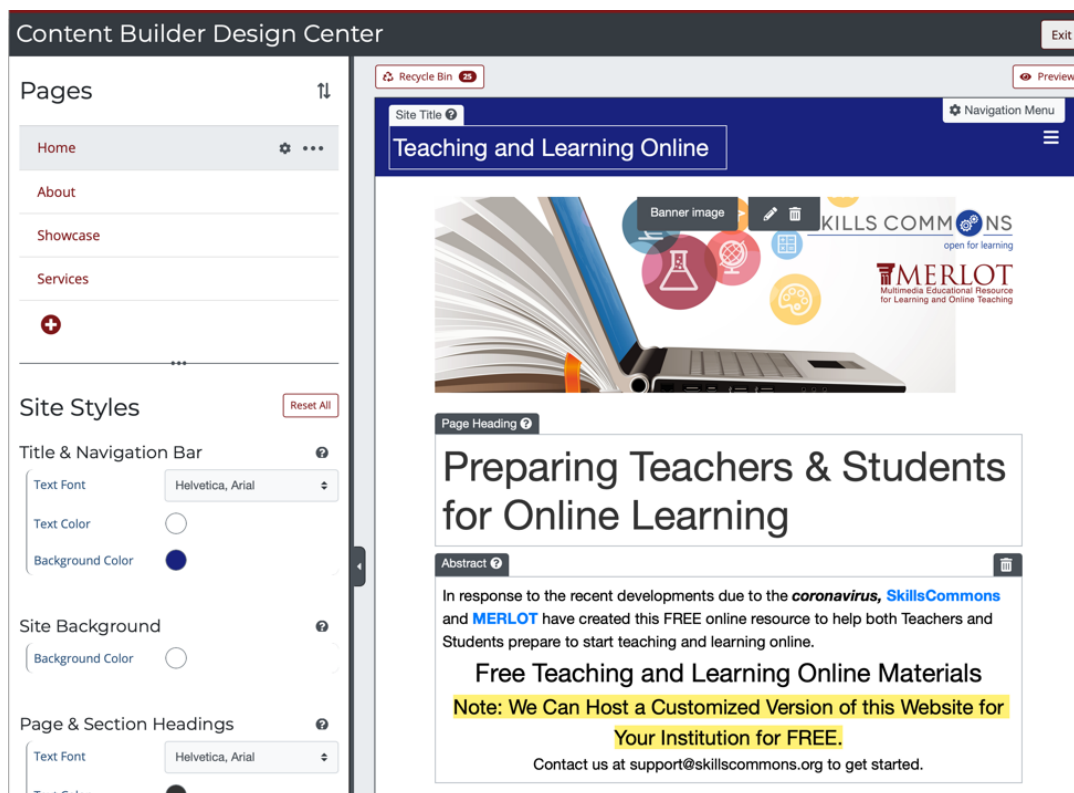 Content Builder Design Center
Exit
Pages
Home
About
Showcase
Services
Site Styles
Reset All
Title & Navigation Bar
Text Font
Helvetica, Arial
Text Color
Background Color
Site Background
Background Color
Page & Section Headings
Text Font
Helvetica, Arial
Recycle Bin 25
Preview
Site Title
Navigation Menu
Teaching and Learning Online
Banner image
KILLS COMM NS
open for learning
MERLOT
Multimedia Educational Resource
for Learning and Online Teaching
Page Heading
Preparing Teachers & Students
for Online Learning
Abstract
In response to the recent developments due to the coronavirus, SkillsCommons
and MERLOT have created this FREE online resource to help both Teachers and
Students prepare to start teaching and learning online.
Free Teaching and Learning Online Materials
Note: We Can Host a Customized Version of this Website for
Your Institution for FREE.
Contact us at support@skillscommons.org to get started.